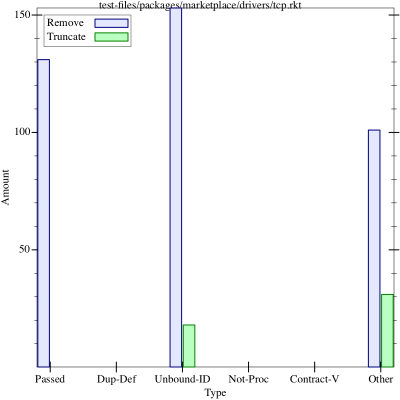 test-files/packages/marketplace/drivers/tcp.rkt
150
Remove
Truncate
100
Amount
50
Passed Dup-Def Unbound-ID Not-Proc Contract-V Other
Type